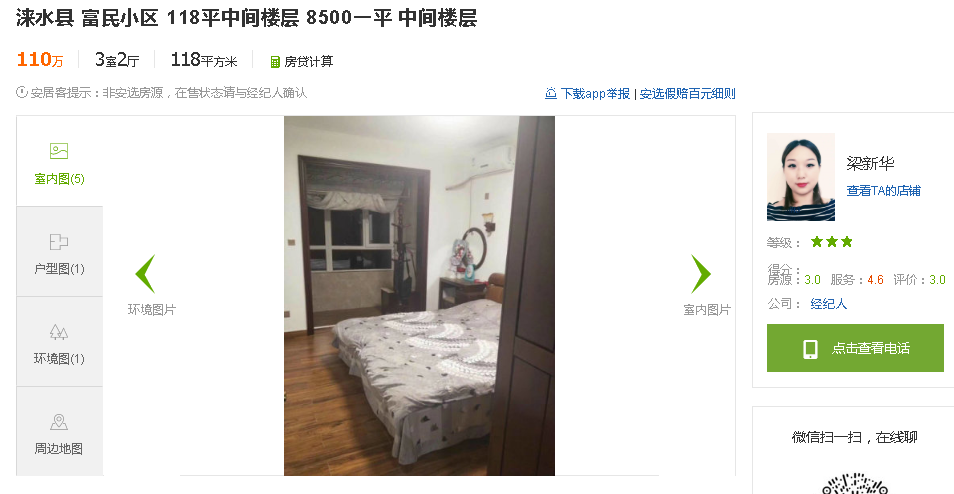 涞水县 富民小区 118平中间楼层 8500一平 中间楼层
110万 3室2厅 118平方米 房贷计算
安居客提示：非安选房源，在售状态请与经纪人确认
下载app举报 | 安选假赔百元细则
室内图(5)
户型图(1)
环境图(1)
周边地图
环境图片
室内图片
梁新华
查看TA的店铺
等级：
得分：
房源：3.0 服务：4.6 评价：3.0
公司： 经纪人
点击查看电话
微信扫一扫，在线聊